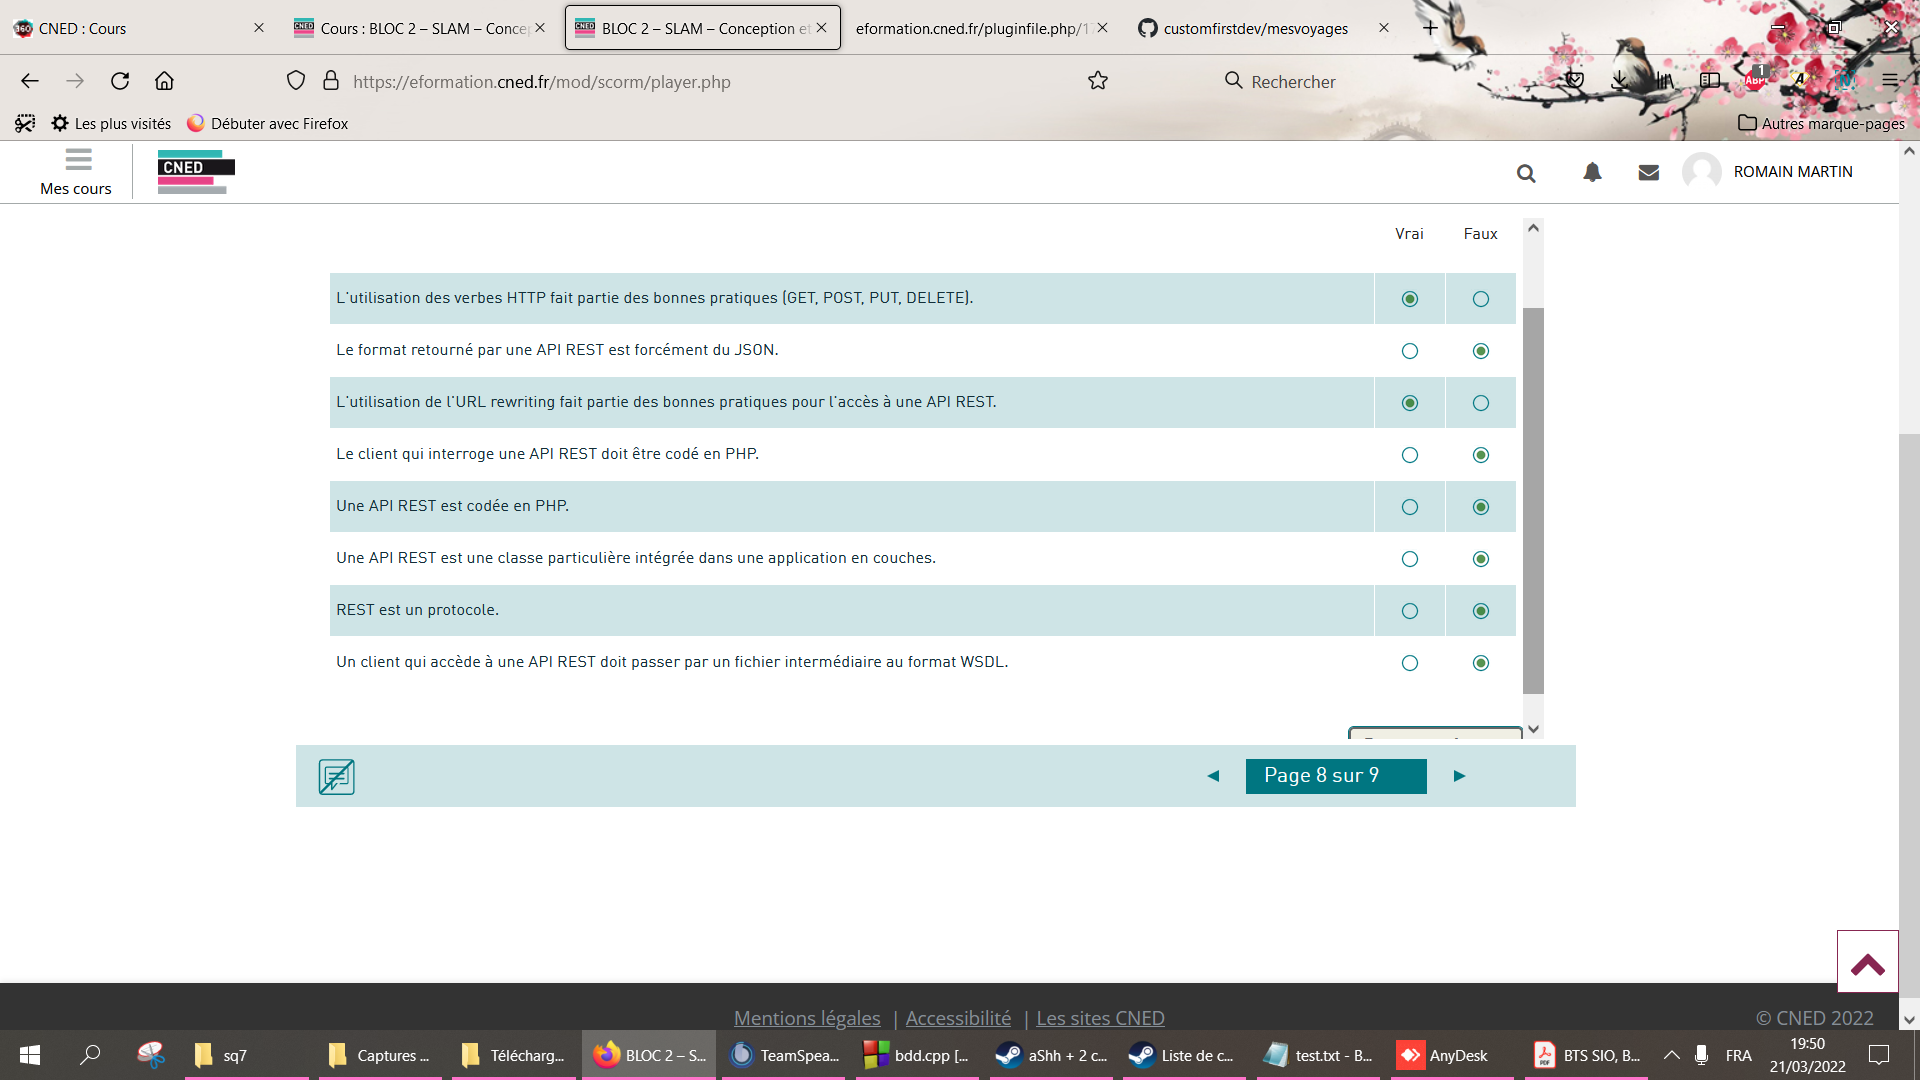 CNED : Cours
Cours : BLOC 2 – SLAM – Concep
BLOC 2 – SLAM – Conception et
eformation.cned.fr/pluginfile.php/17
customfirstdev/mesvoyages
https://eformation.cned.fr/mod/scorm/player.php
Rechercher
1
ABP
Les plus visités
Débuter avec Firefox
Autres marque-pages
Mes cours
CNED
ROMAIN MARTIN
Vrai Faux
L'utilisation des verbes HTTP fait partie des bonnes pratiques (GET, POST, PUT, DELETE).
Le format retourné par une API REST est forcément du JSON.
L'utilisation de l'URL rewriting fait partie des bonnes pratiques pour l'accès à une API REST.
Le client qui interroge une API REST doit être codé en PHP.
Une API REST est codée en PHP.
Une API REST est une classe particulière intégrée dans une application en couches.
REST est un protocole.
Un client qui accède à une API REST doit passer par un fichier intermédiaire au format WSDL.
Page 8 sur 9
Mentions légales | Accessibilité | Les sites CNED
© CNED 2022
sq7
Captures ...
Télécharg...
BLOC 2 – S...
TeamSpea...
bdd.cpp [...
aShh + 2 c...
Liste de c...
test.txt - B...
AnyDesk
BTS SIO, B...
FRA
19:50
21/03/2022